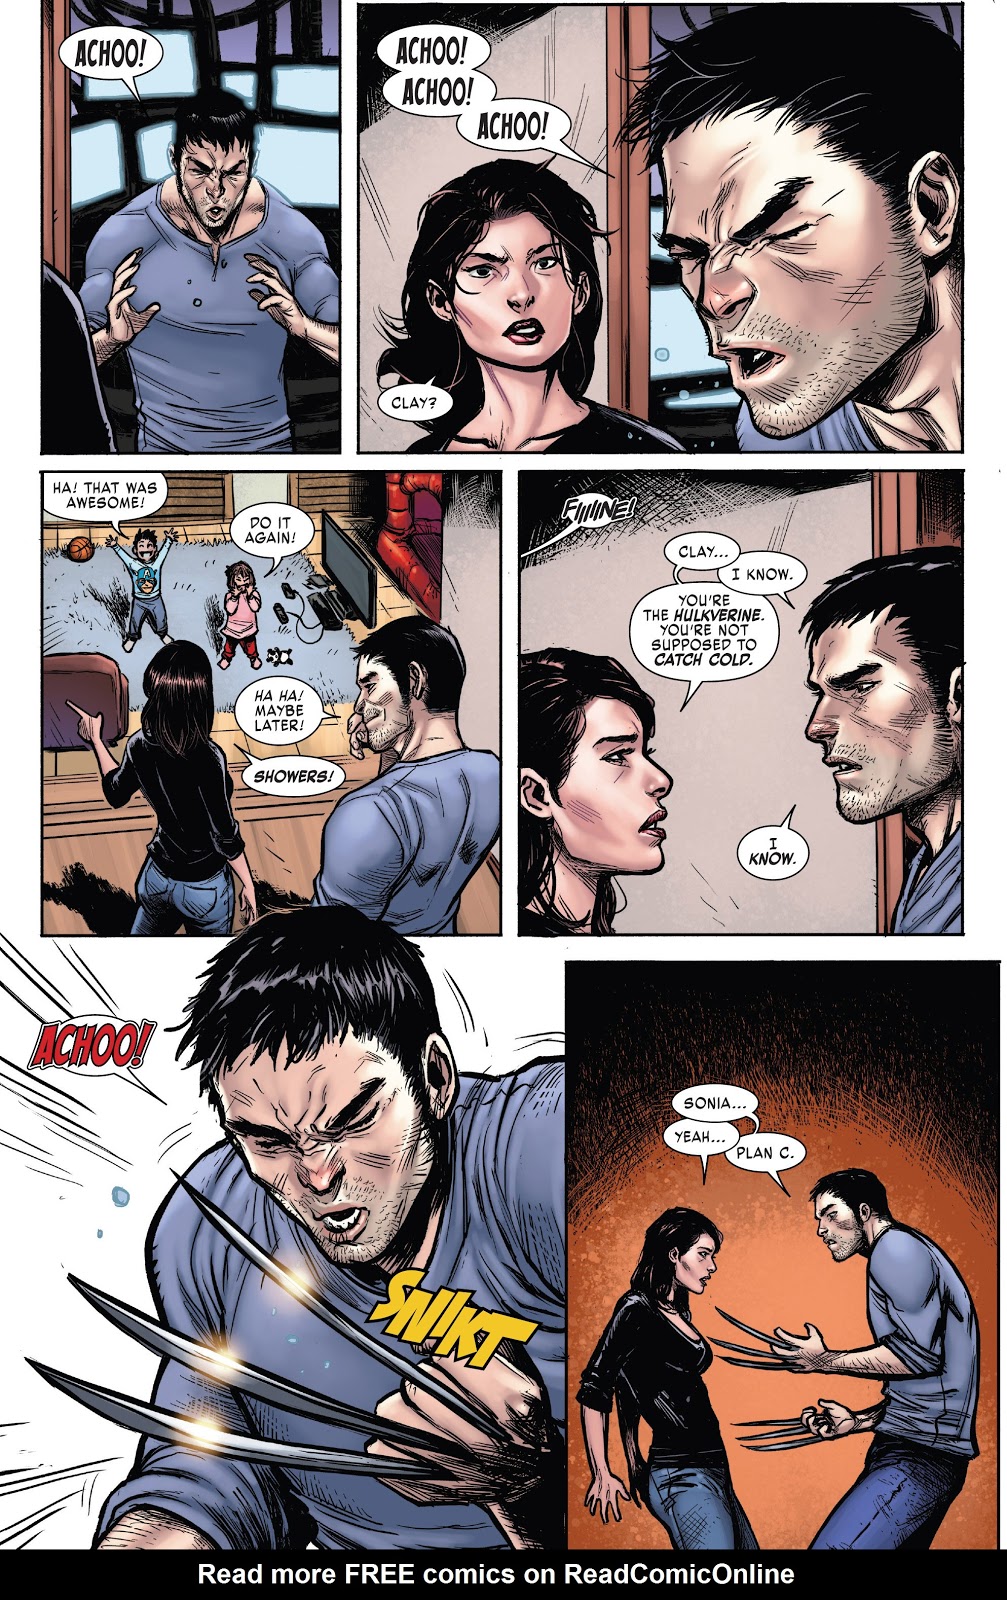 ACHOO!
ACHOO!
ACHOO!
ACHOO!
CLAY?
HA! THAT WAS
AWESOME!
DO IT
AGAIN!
HA HA!
MAYBE
LATER!
SHOWERS!
FIIIIINE!
CLAY...
I KNOW.
YOU'RE
THE HULKVERINE.
YOU'RE NOT
SUPPOSED TO
CATCH COLD.
I
KNOW.
ACHOO!
SNIKT
SONIA...
YEAH...
PLAN C.
Read more FREE comics on ReadComicOnline